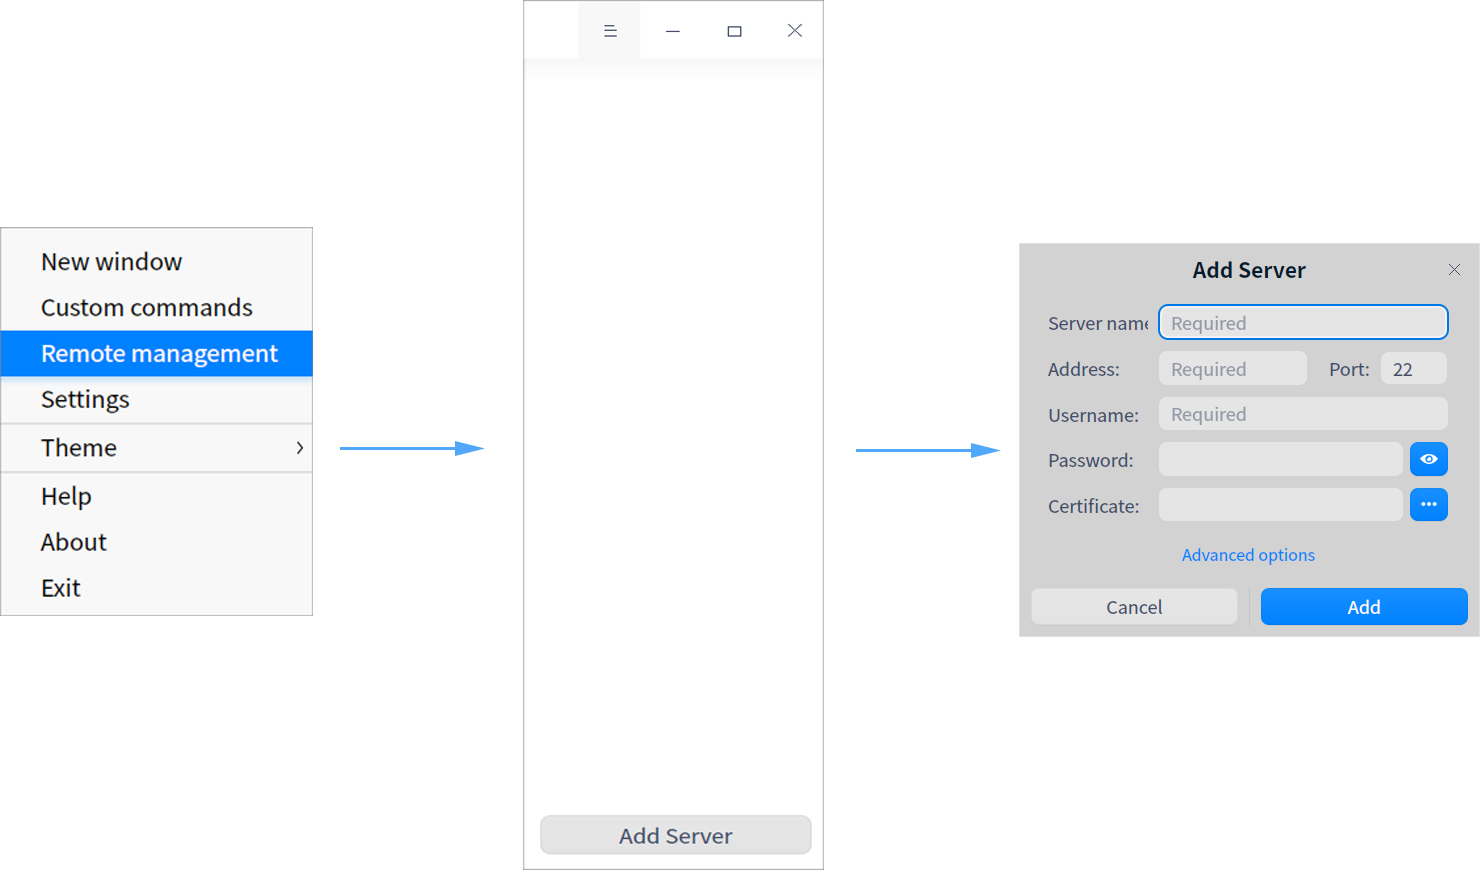 New window
Custom commands
Remote management
Settings
Theme
Help
About
Exit
Add Server
Add Server
Server name Required
Address: Required Port: 22
Username: Required
Password:
Certificate:
Advanced options
Cancel Add